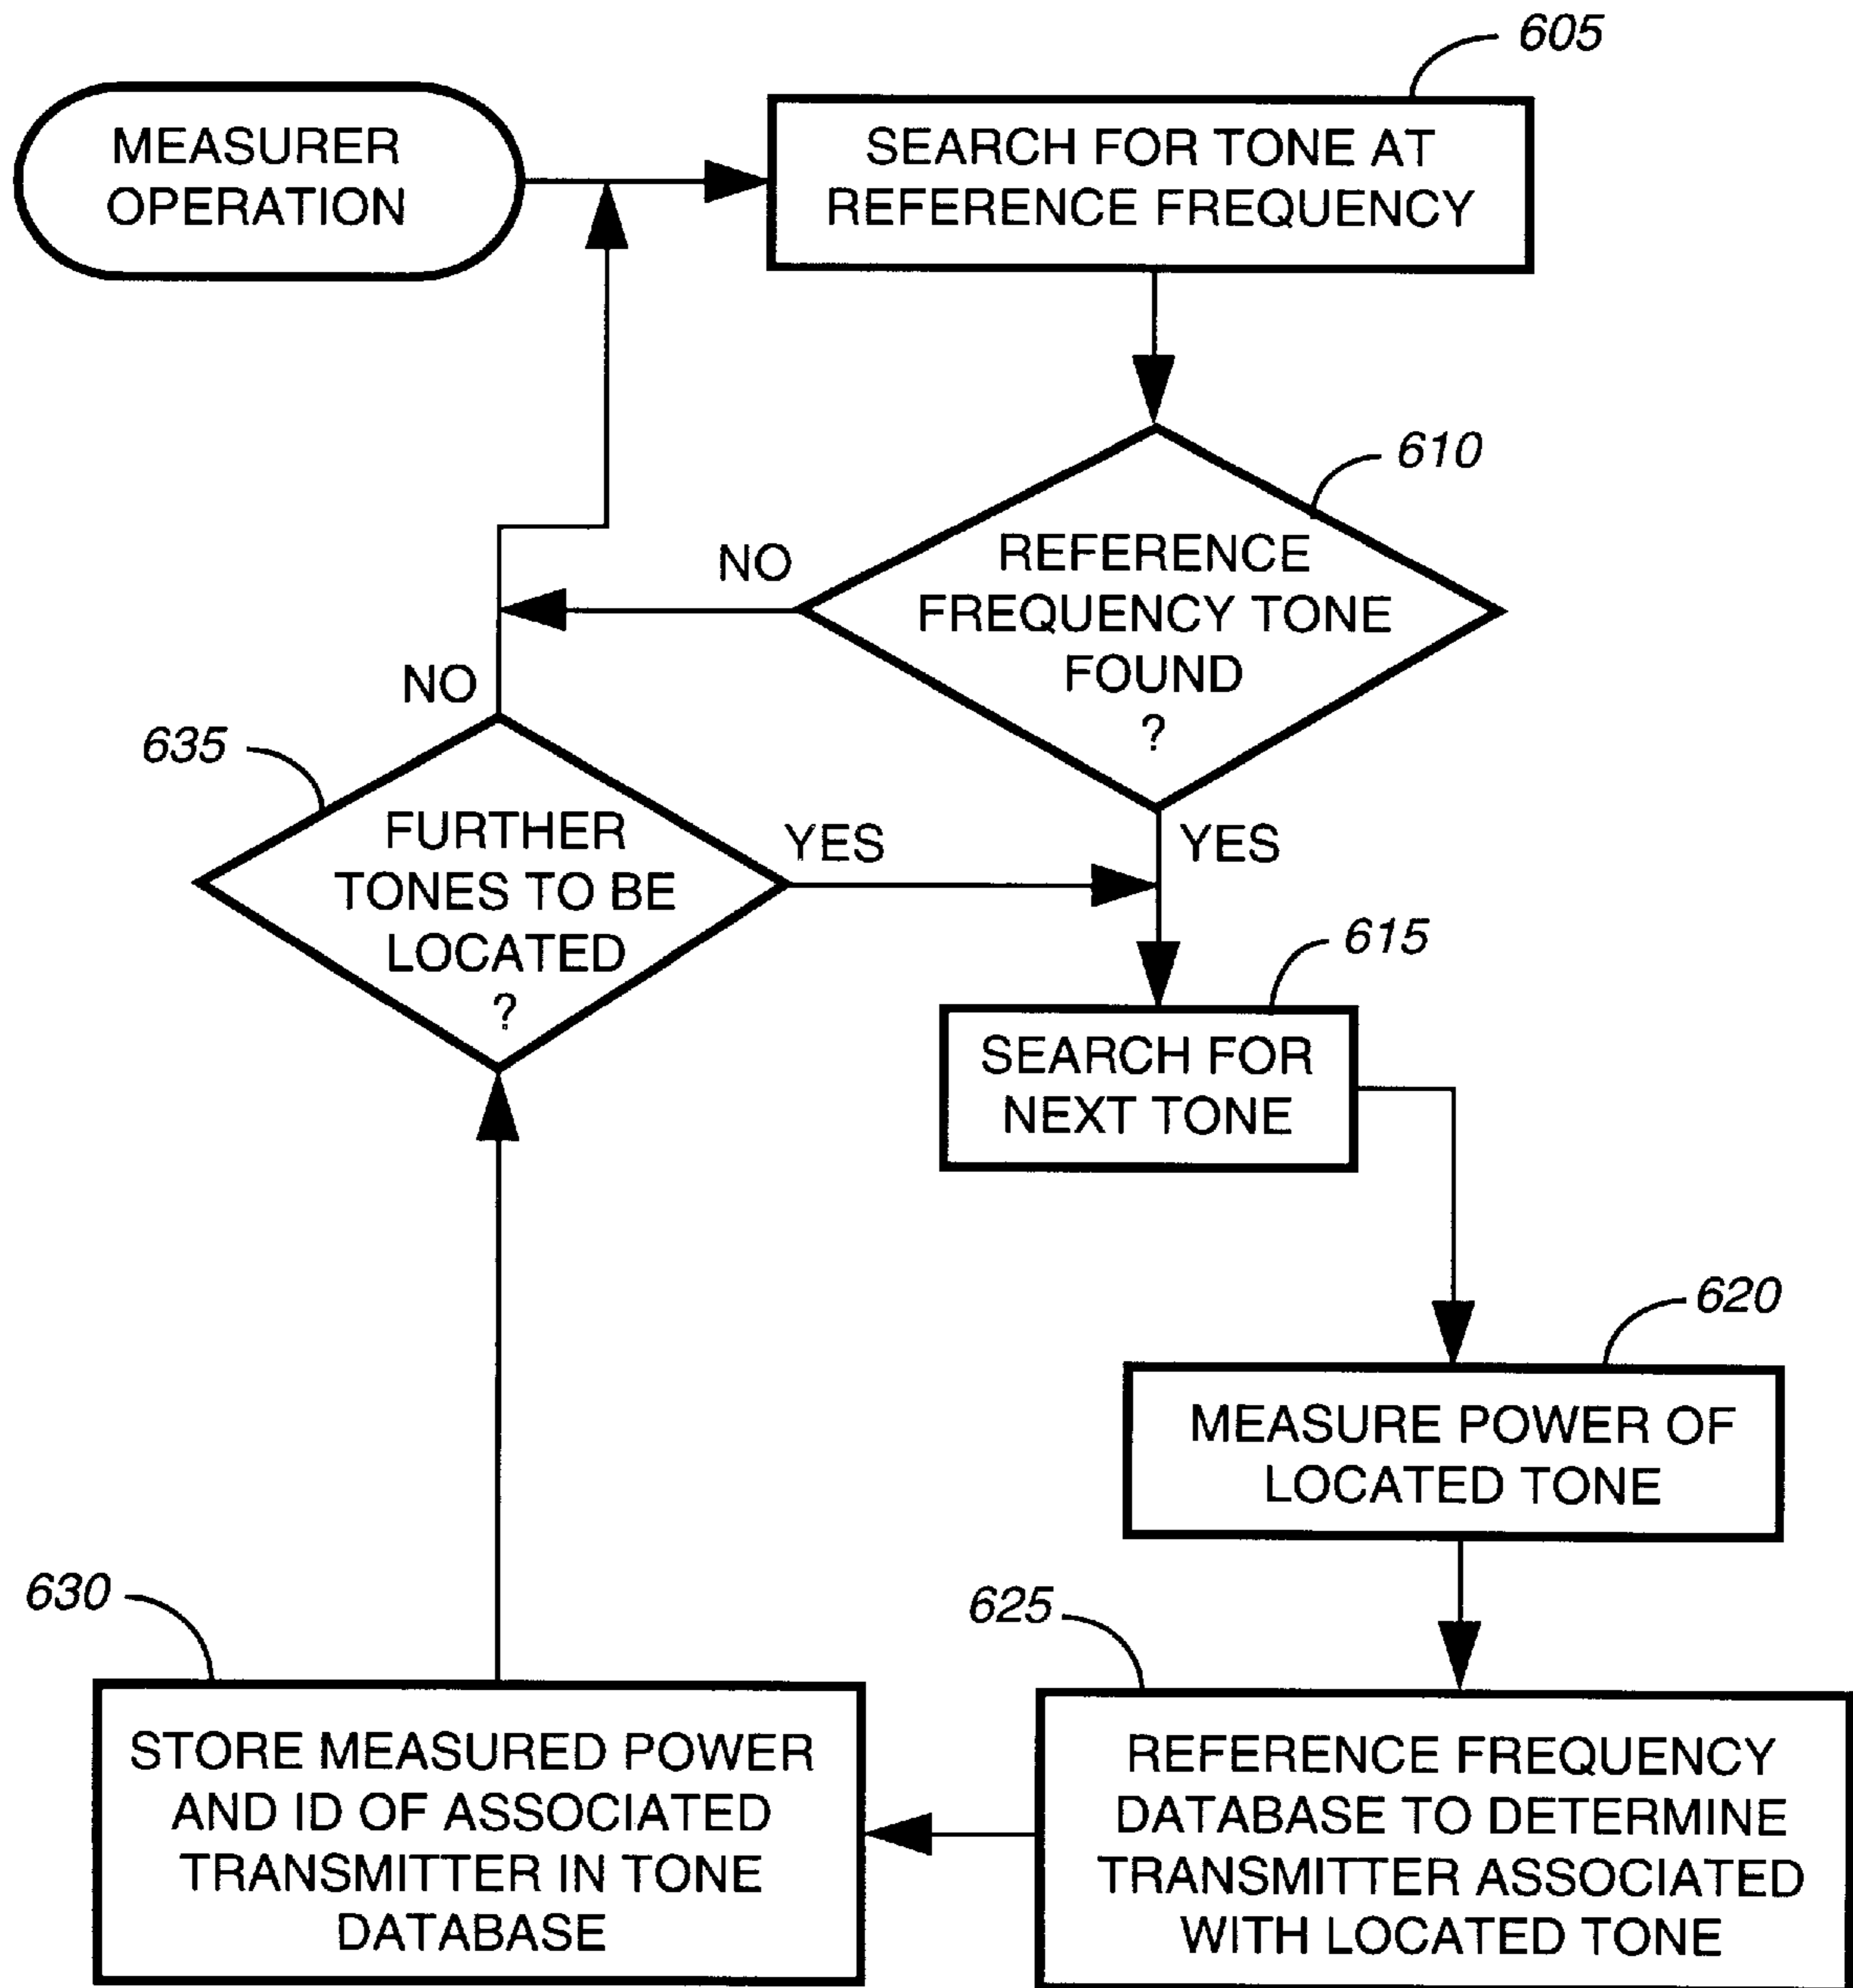 605
MEASURER
OPERATION
SEARCH FOR TONE AT
REFERENCE FREQUENCY
610
NO
REFERENCE
FREQUENCY TONE
FOUND
?
NO
635
FURTHER
TONES TO BE
LOCATED
?
YES
YES
615
SEARCH FOR
NEXT TONE
620
MEASURE POWER OF
LOCATED TONE
630
625
STORE MEASURED POWER
AND ID OF ASSOCIATED
TRANSMITTER IN TONE
DATABASE
REFERENCE FREQUENCY
DATABASE TO DETERMINE
TRANSMITTER ASSOCIATED
WITH LOCATED TONE